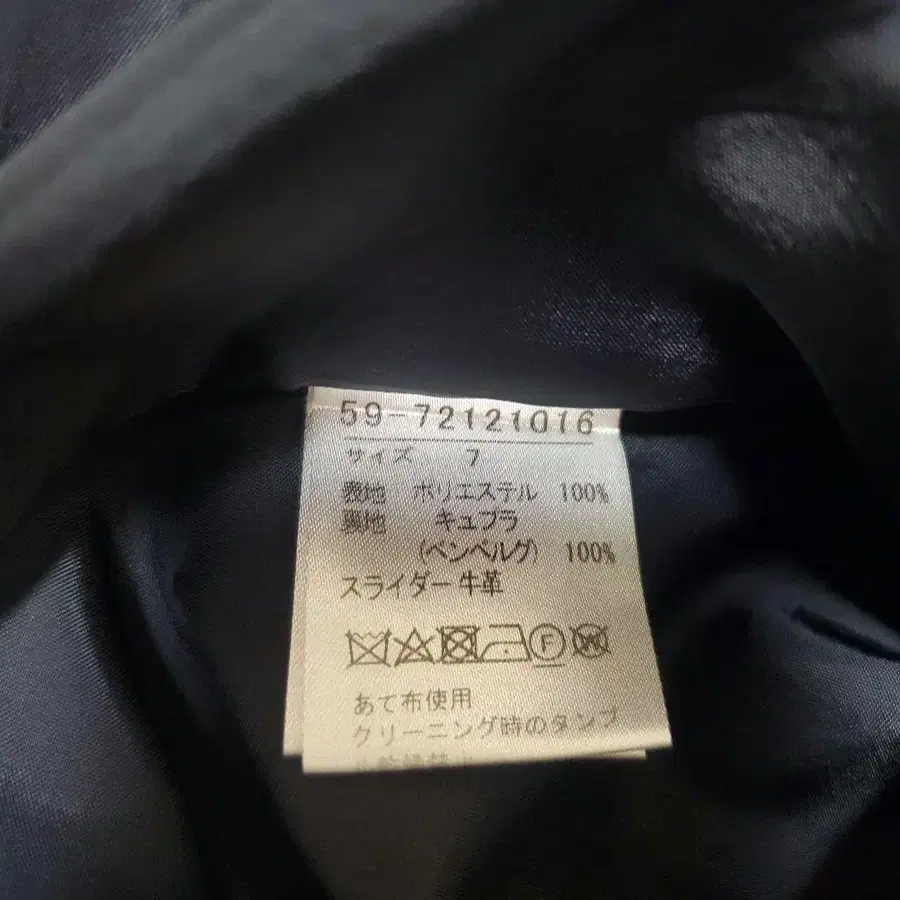 59-72121016
サイズ 7
表地 ポリエステル 100%
裏地 キュプラ
(ベンベルグ) 100%
スライダー 牛革
F W
あて布使用
クリーニング時のタンブ